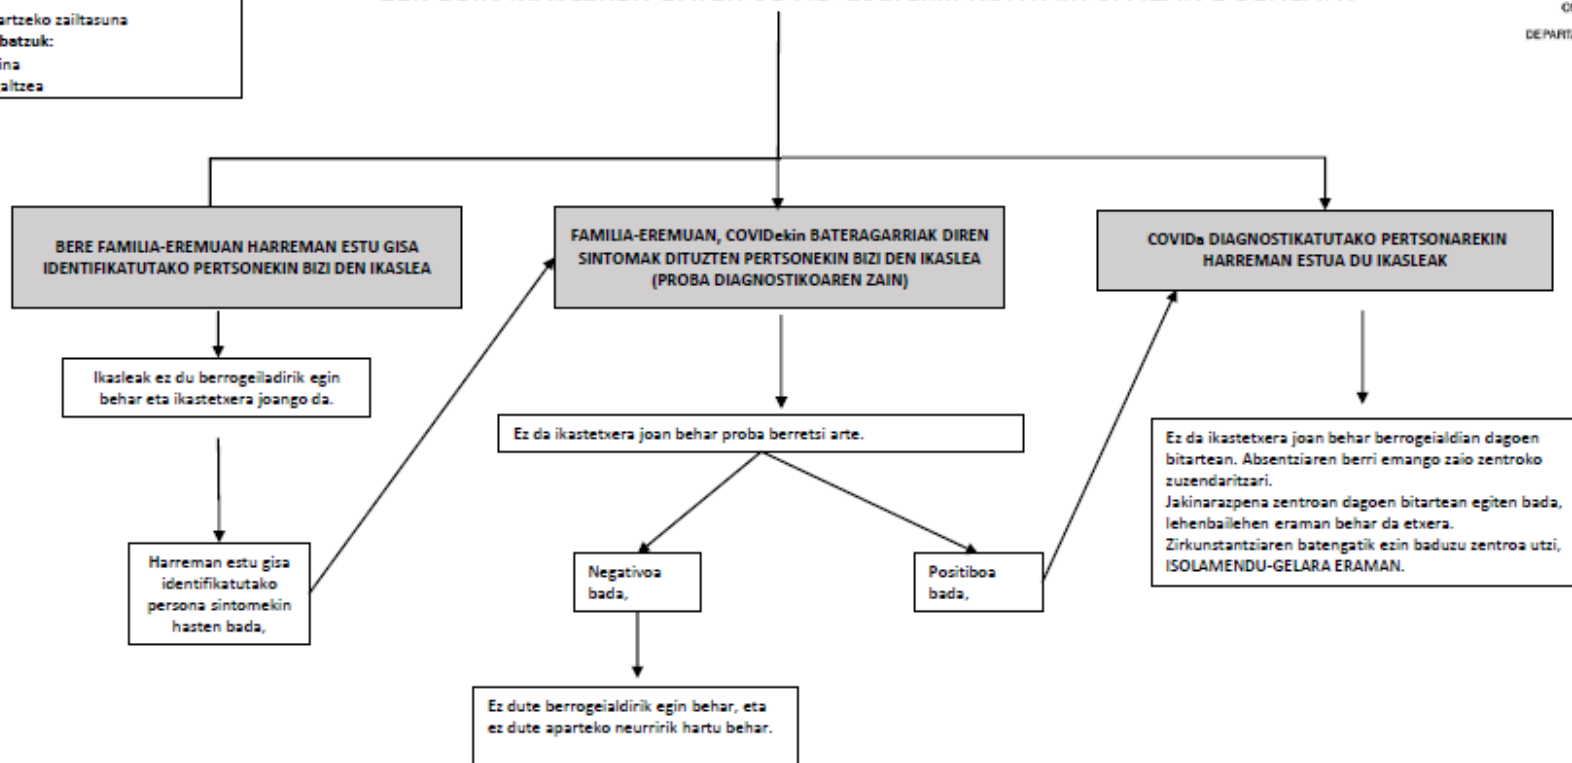 artzeko zailtasuna
batzuk:
ina
altzea
DEPARTA
BERE FAMILIA-EREMUAN HARREMAN ESTU GISA
IDENTIFIKATUTAKO PERTSONEKIN BIZI DEN IKASLEA
FAMILIA-EREMUAN, COVIDekin BATERAGARRIAK DIREN
SINTOMAK DITUZTEN PERTSONEKIN BIZI DEN IKASLEA
(PROBA DIAGNOSTIKOAREN ZAIN)
COVIDa DIAGNOSTIKATUTAKO PERTSONAREKIN
HARREMAN ESTUA DU IKASLEAK
Ikasleak ez du berrogeiladirik egin
behar eta ikastetxera joango da.
Ez da ikastetxera joan behar proba berretsi arte.
Ez da ikastetxera joan behar berrogeialdian dagoen
bitartean. Absentziaren berri emango zaio zentroko
zuzendaritzari.
Jakinarazpena zentroan dagoen bitartean egiten bada,
lehenbailehen eraman behar da etxera.
Zirkunstantziaren batengatik ezin baduzu zentroa utzi,
ISOLAMENDU-GELARA ERAMAN.
Harreman estu gisa
identifikatutako
persona sintomekin
hasten bada,
Negativoa
bada,
Positiboa
bada,
Ez dute berrogeialdirik egin behar, eta
ez dute aparteko neurririk hartu behar.